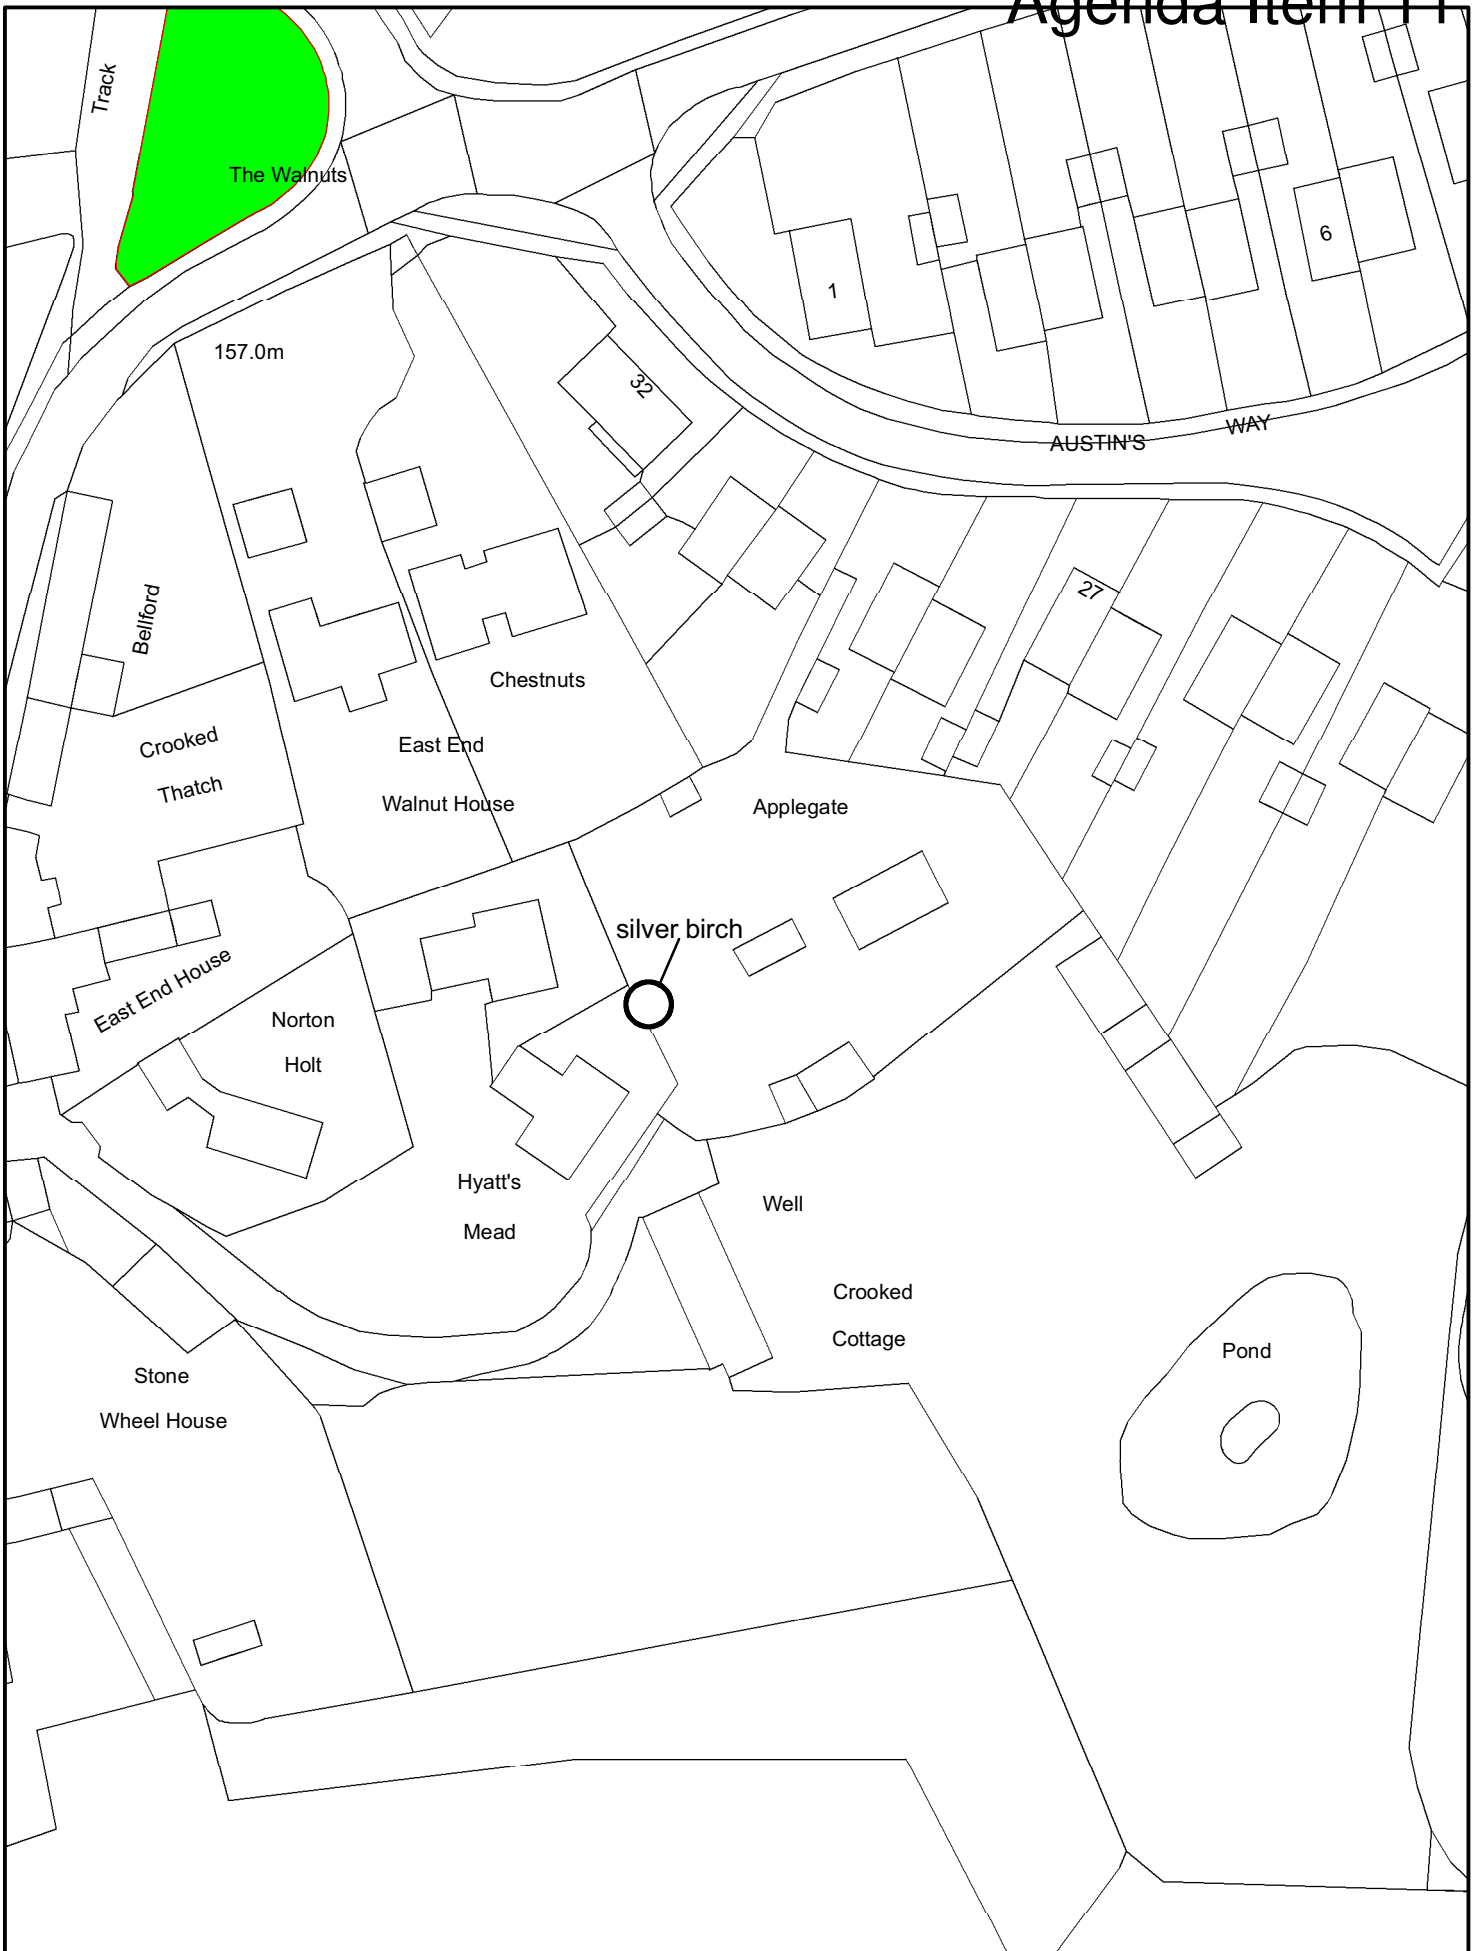 Agenda Item 11
Track
The Walnuts
157.0m
1
6
32
AUSTIN'S WAY
27
Bellford
Chestnuts
Crooked
Thatch
East End
Walnut House
Applegate
silver birch
East End House
Norton
Holt
Hyatt's
Mead
Well
Crooked
Cottage
Pond
Stone
Wheel House